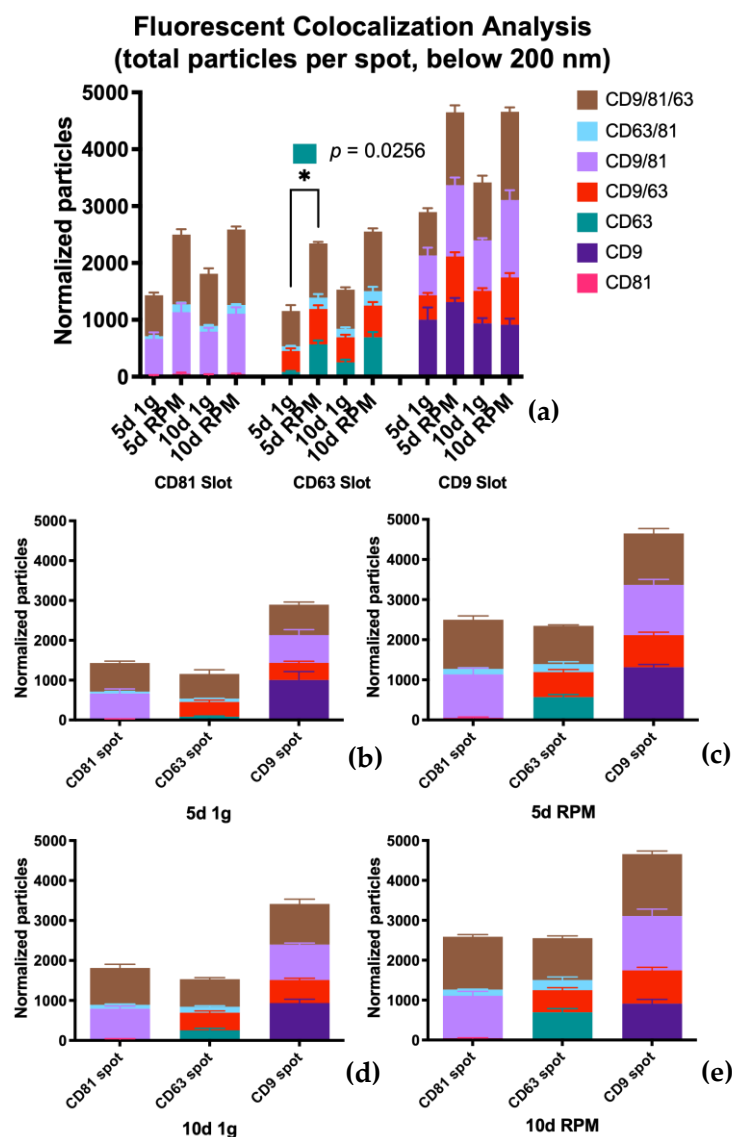 Fluorescent Colocalization Analysis
(total particles per spot, below 200 nm)
Normalized particles
5000
4000
3000
2000
1000
0
p = 0.0256
*
CD9/81/63
CD63/81
CD9/81
CD9/63
CD63
CD9
CD81
5d 1g
5d RPM
10d 1g
10d RPM
5d 1g
5d RPM
10d 1g
10d RPM
5d 1g
5d RPM
10d 1g
10d RPM
CD81 Slot
CD63 Slot
CD9 Slot
(a)
Normalized particles
5000
4000
3000
2000
1000
0
CD81 spot
CD63 spot
CD9 spot
5d 1g
(b)
Normalized particles
5000
4000
3000
2000
1000
0
CD81 spot
CD63 spot
CD9 spot
5d RPM
(c)
Normalized particles
5000
4000
3000
2000
1000
0
CD81 spot
CD63 spot
CD9 spot
10d 1g
(d)
Normalized particles
5000
4000
3000
2000
1000
0
CD81 spot
CD63 spot
CD9 spot
10d RPM
(e)